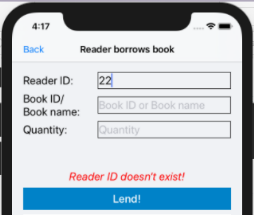 4:17
Back Reader borrows book
Reader ID: 22
Book ID/
Book name: Book ID or Book name
Quantity: Quantity
Reader ID doesn't exist!
Lend!